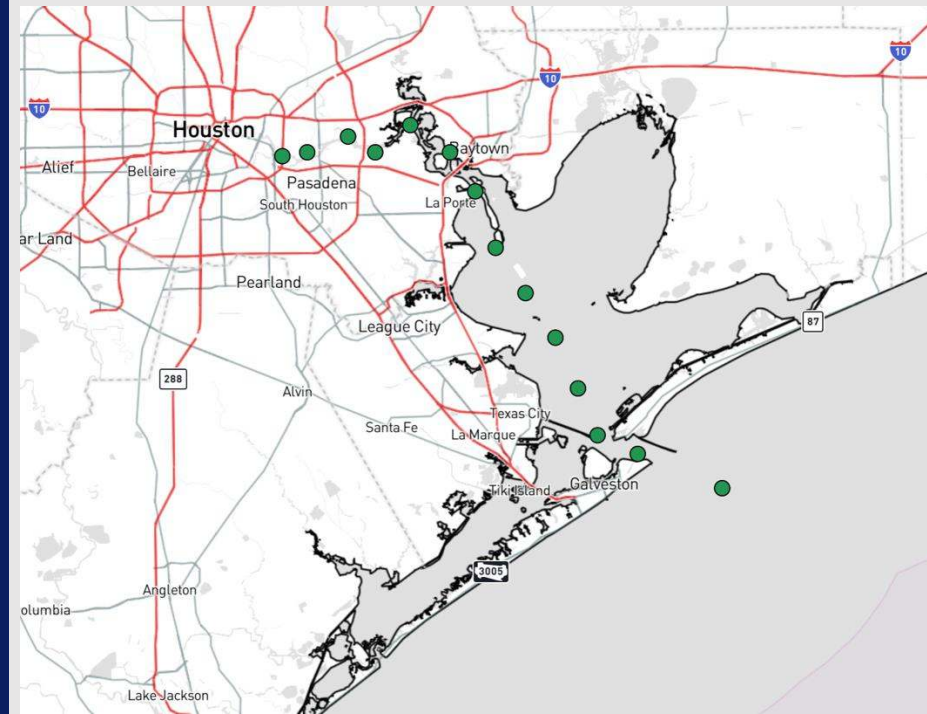 10
10
10
Houston
Baytown
Alief
Bellaire
Pasadena
La Porte
South Houston
ar Land
Pearland
League City
87
288
Alvin
Texas City
Santa Fe
La Marque
Tiki Island
Galveston
3005
Angleton
olumbia
Lake Jackson